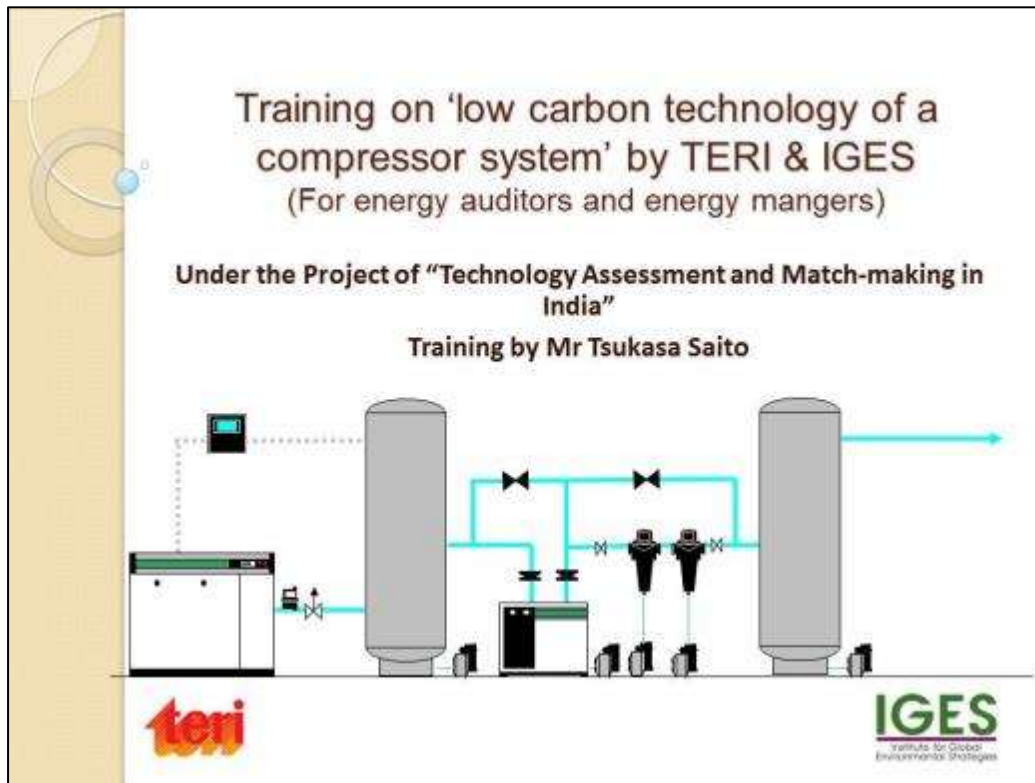 Training on ‘low carbon technology of a
compressor system’ by TERI & IGES
(For energy auditors and energy mangers)
Under the Project of “Technology Assessment and Match-making in
India”
Training by Mr Tsukasa Saito
teri
IGES
Institute for Global
Environmental Strategies